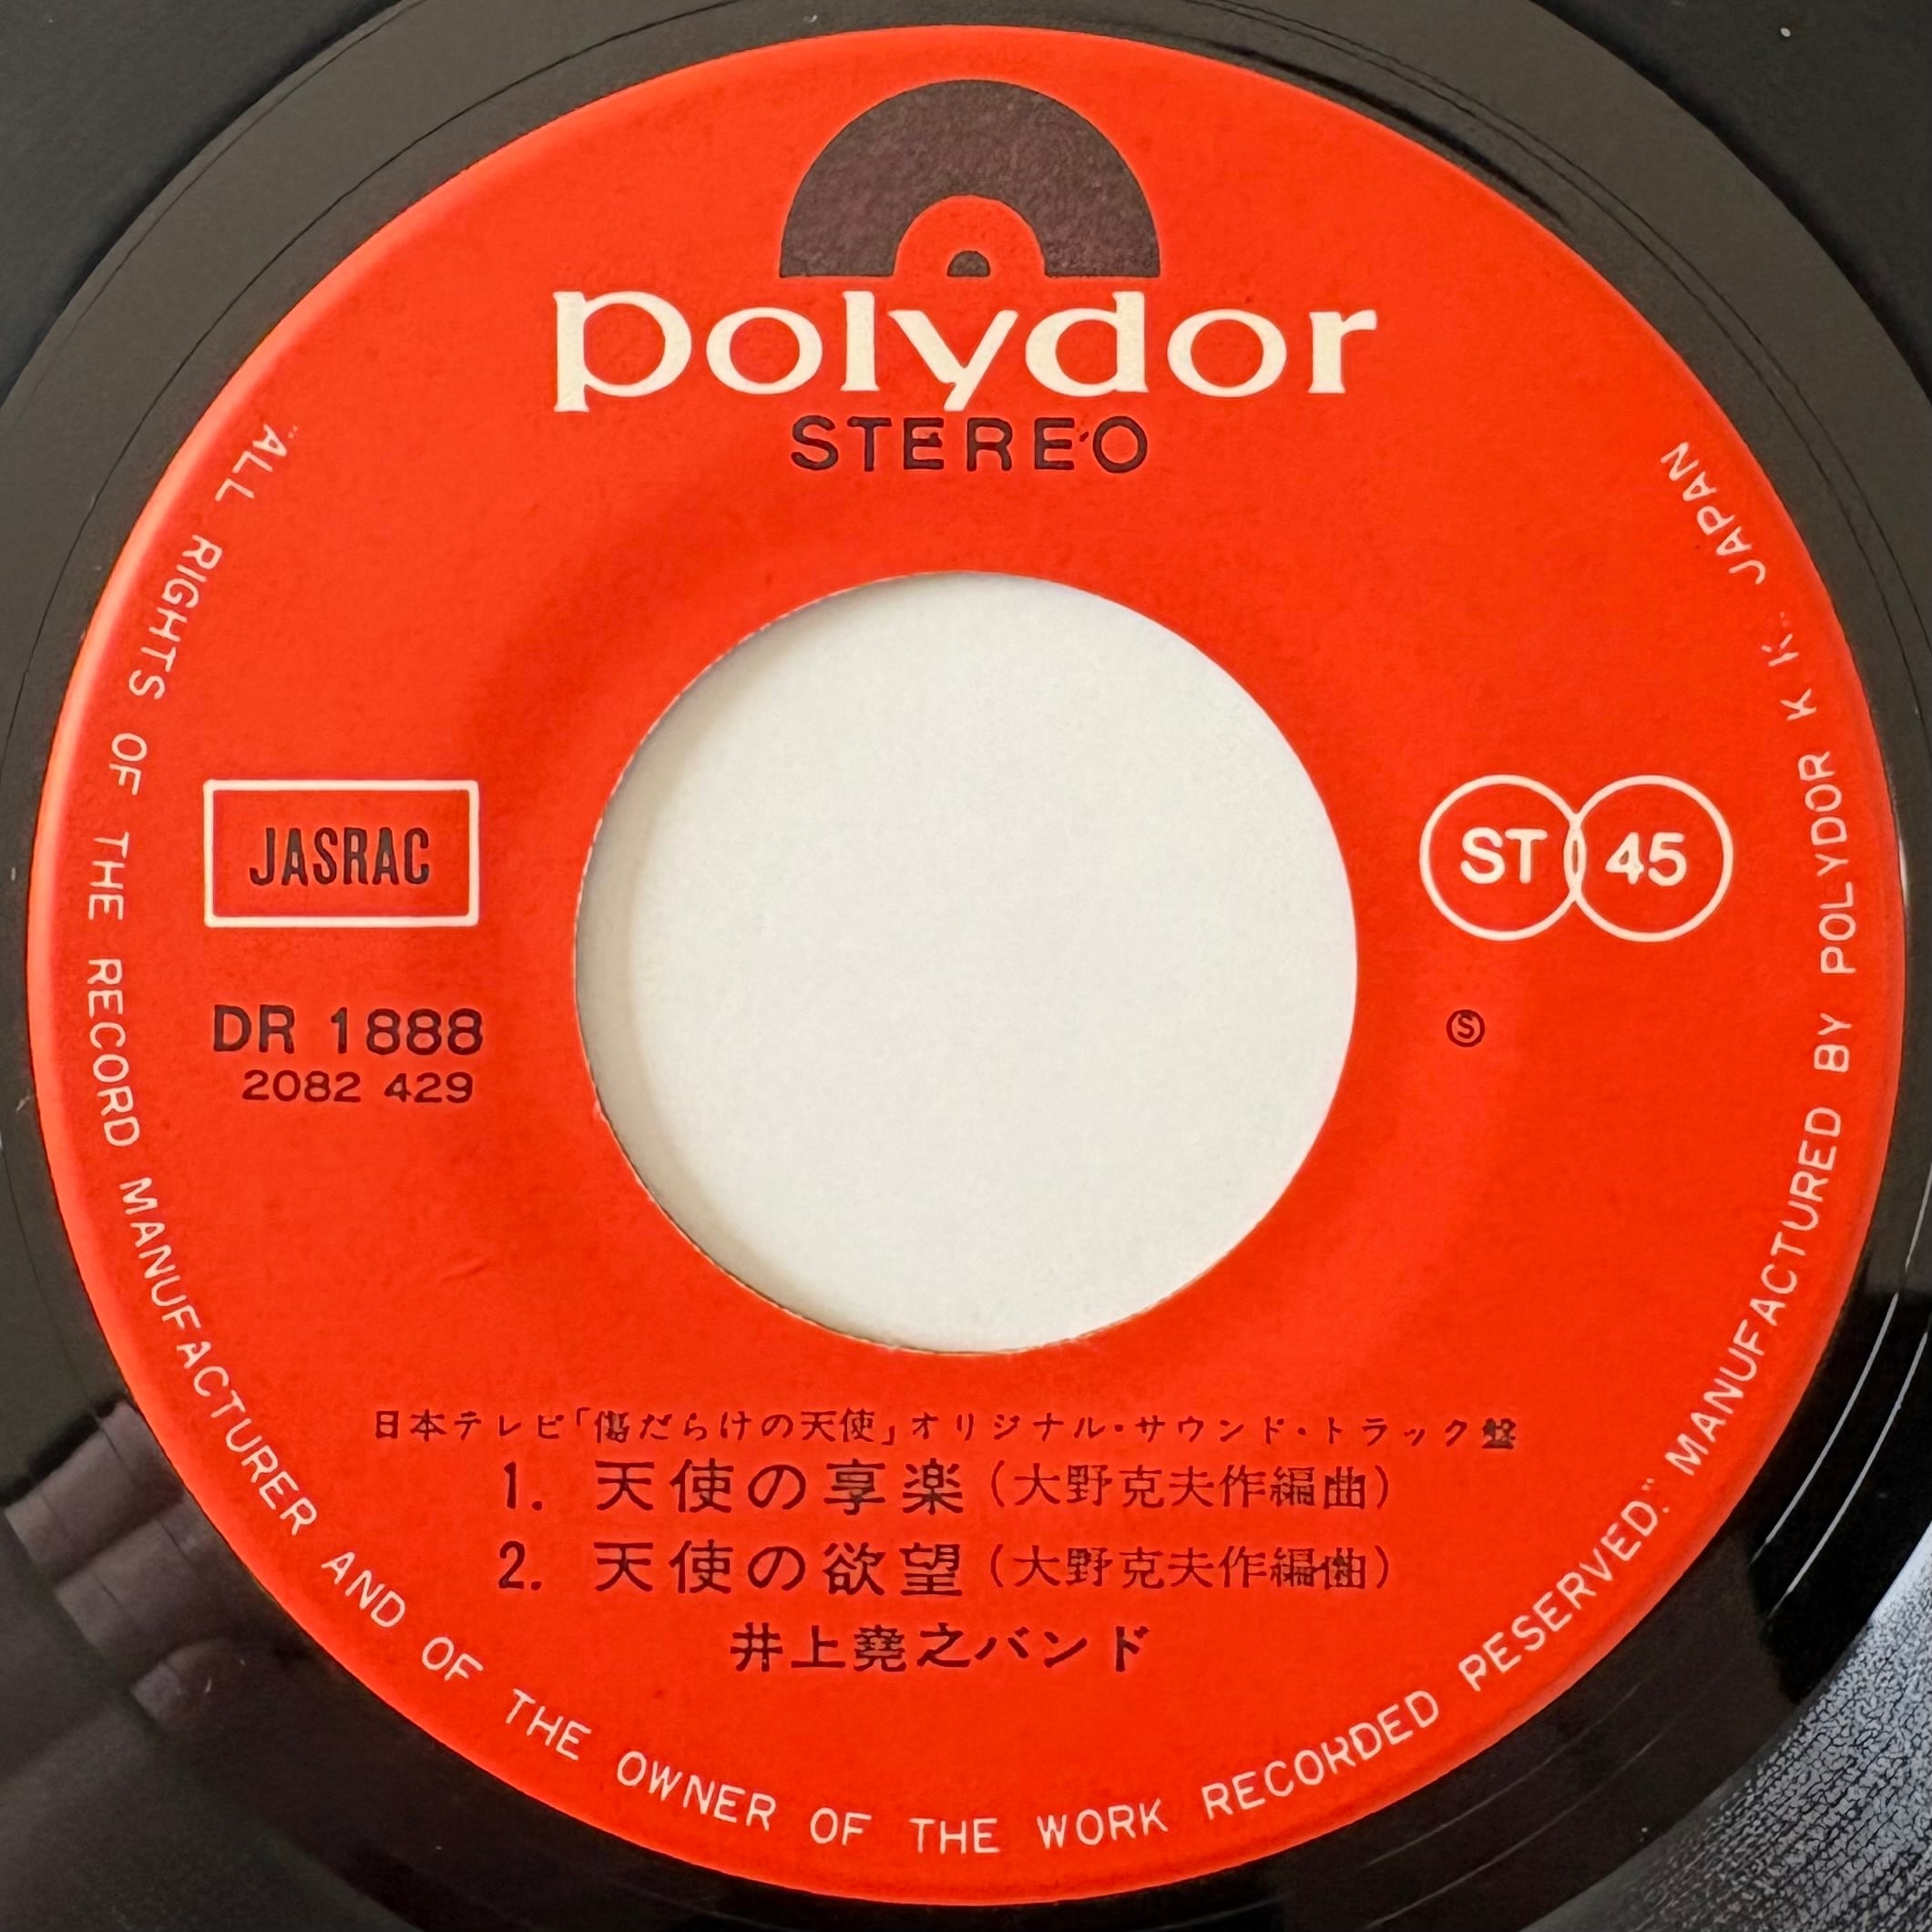 polydor
STEREO
JASRAC
ST 45
DR 1888
Ⓢ
2082 429
日本テレビ「傷だらけの天使」オリジナル・サウンド・トラック盤
1. 天使の享楽(大野克夫作編曲)
2. 天使の欲望(大野克夫作編曲)
井上堯之バンド
"ALL RIGHTS OF THE RECORD MANUFACTURER AND OF THE OWNER OF THE WORK RECORDED RESERVED." MANUFACTURED BY POLYDOR K.K., JAPAN